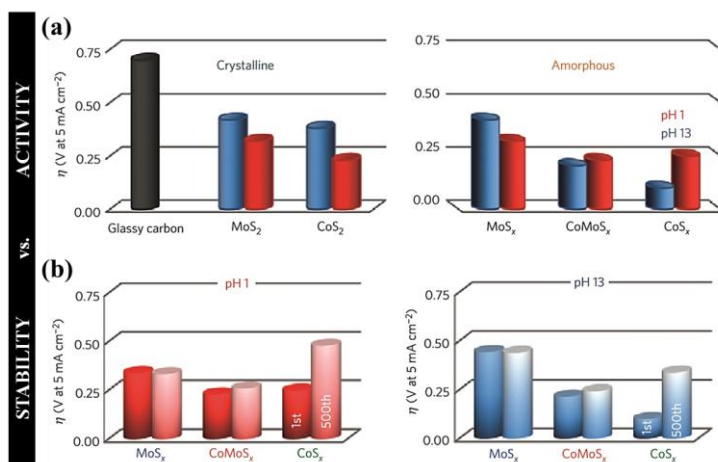 ACTIVITY
vs.
STABILITY
(a)
η (V at 5 mA cm⁻²)
0.75
0.50
0.25
0.00
Crystalline
Glassy carbon
MoS₂
CoS₂
0.75
0.50
0.25
0.00
Amorphous
pH 1
pH 13
MoSₓ
CoMoSₓ
CoSₓ
(b)
η (V at 5 mA cm⁻²)
0.75
0.50
0.25
0.00
pH 1
1st
500th
MoSₓ
CoMoSₓ
CoSₓ
η (V at 5 mA cm⁻²)
0.75
0.50
0.25
0.00
pH 13
1st
500th
MoSₓ
CoMoSₓ
CoSₓ